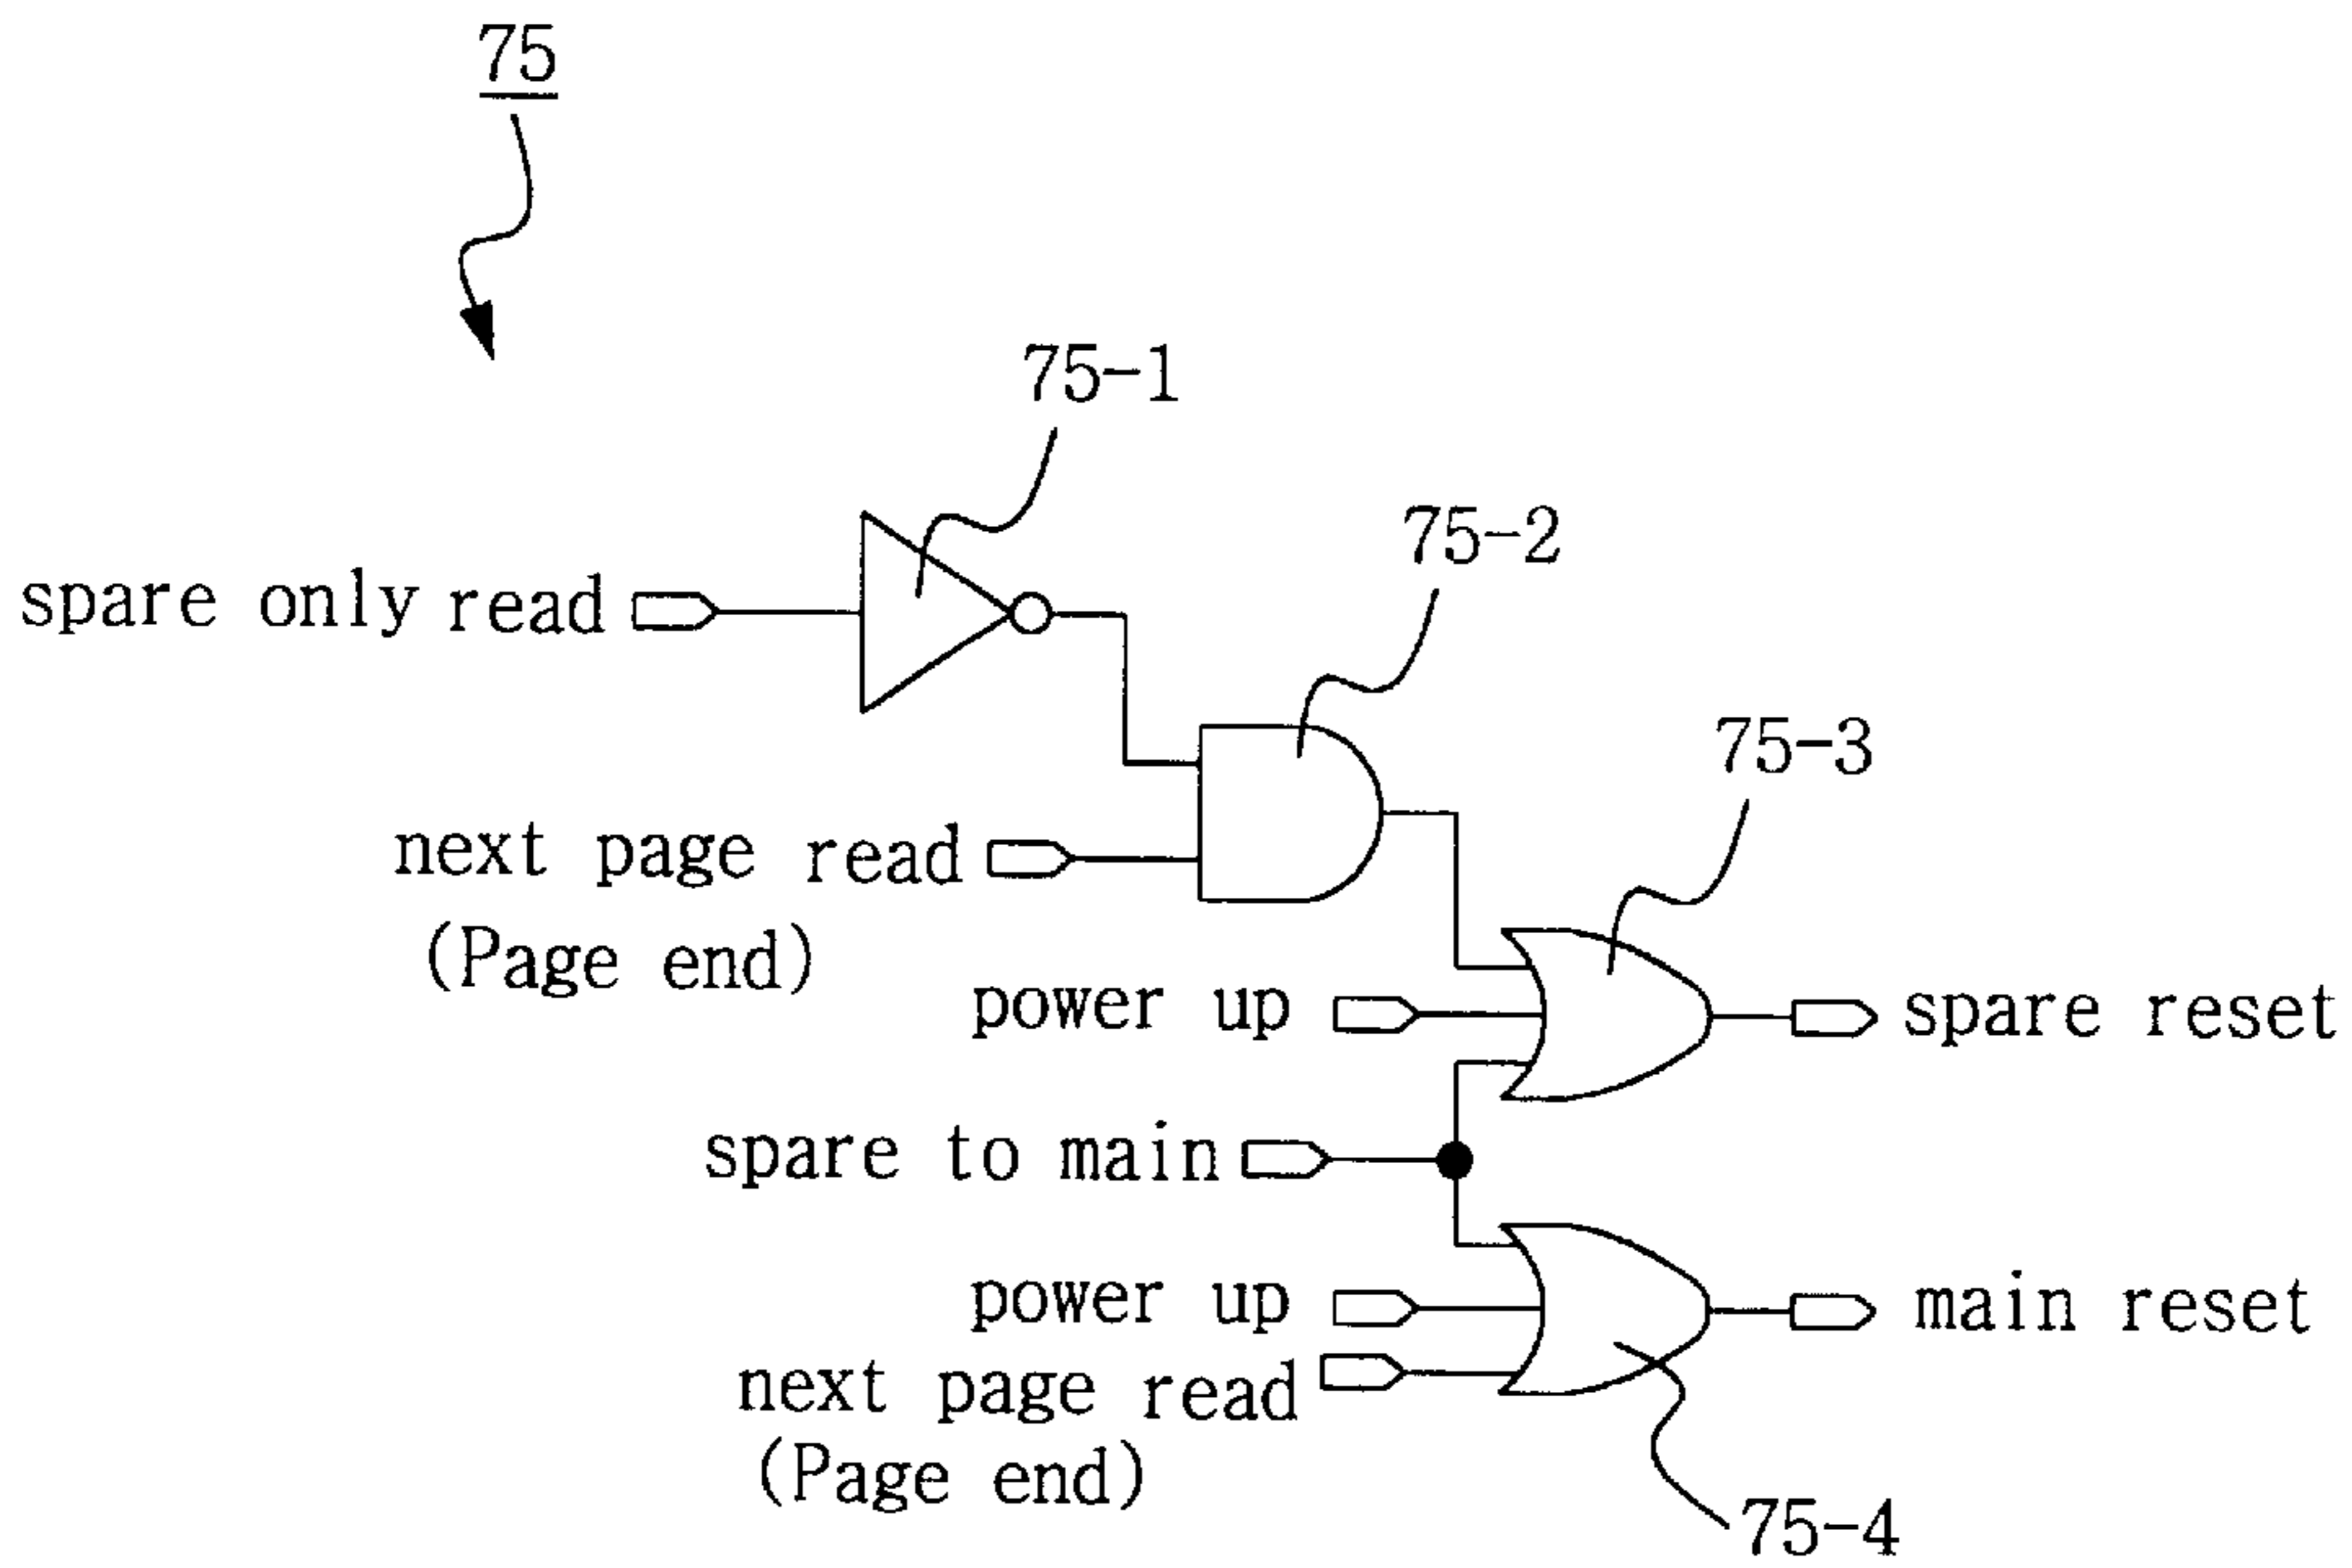 75
75-1
75-2
spare only read
75-3
next page read
(Page end)
power up
spare reset
spare to main
power up
main reset
next page read
(Page end)
75-4